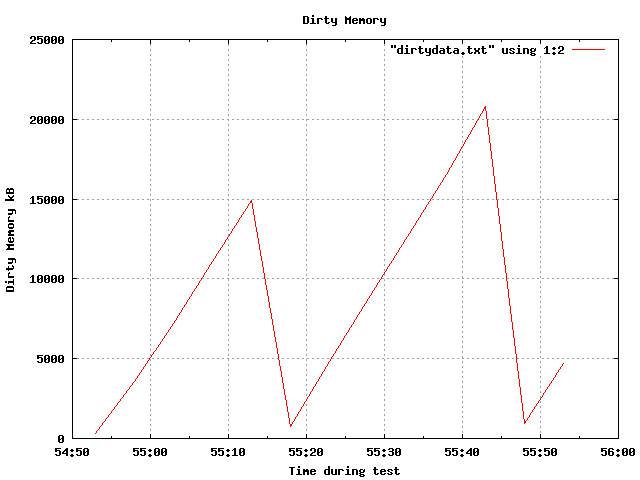 Dirty Memory
25000
"dirtydata.txt" using 1:2
20000
15000
Dirty Memory kB
10000
5000
0
54:50 55:00 55:10 55:20 55:30 55:40 55:50 56:00
Time during test